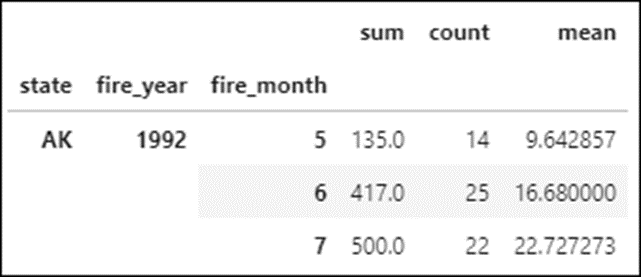 sum count mean
state fire_year fire_month
AK 1992 5 135.0 14 9.642857
6 417.0 25 16.680000
7 500.0 22 22.727273